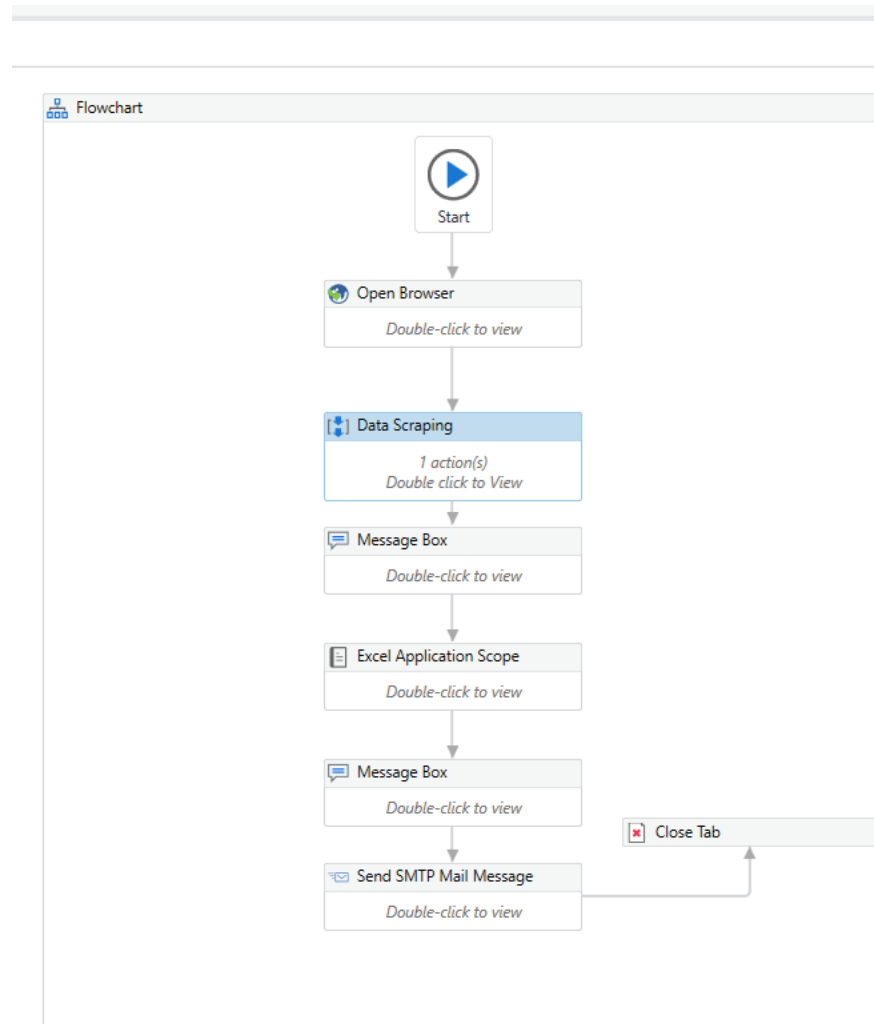 Flowchart
Start
Open Browser
Double-click to view
Data Scraping
1 action(s)
Double click to View
Message Box
Double-click to view
Excel Application Scope
Double-click to view
Message Box
Double-click to view
Close Tab
Send SMTP Mail Message
Double-click to view